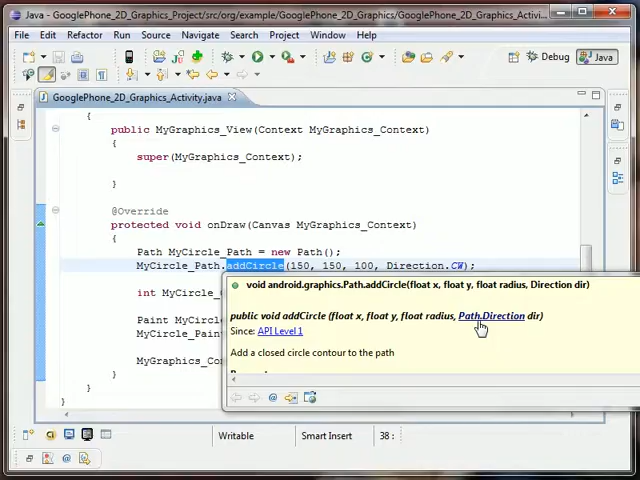 Java - GooglePhone_2D_Graphics_Project/src/org/example/GooglePhone_2D_Graphics/GooglePhone_2D_Graphics_Activ...
File Edit Refactor Run Source Navigate Search Project Refactor Window Help
Debug Java
GooglePhone_2D_Graphics_Activity.java
{
public MyGraphics_View(Context MyGraphics_Context)
{
super(MyGraphics_Context);
}
@Override
protected void onDraw(Canvas MyGraphics_Context)
{
Path MyCircle_Path = new Path();
MyCircle_Path.addCircle(150, 150, 100, Direction.CW);
void android.graphics.Path.addCircle(float x, float y, float radius, Direction dir)
int MyCircle_
public void addCircle (float x, float y, float radius, Path.Direction dir)
Paint MyCircle_
Since: API Level 1
MyCircle_Pain
Add a closed circle contour to the path
MyGraphics_Co
}
}
}
Writable Smart Insert 38 :